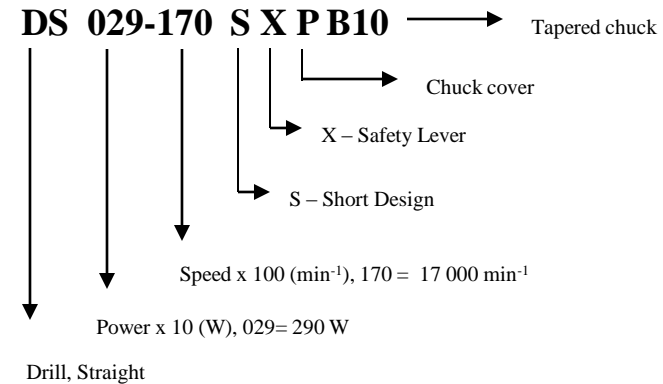 DS 029-170 S X P B10
Tapered chuck
Chuck cover
X – Safety Lever
S – Short Design
Speed x 100 (min-1), 170 = 17 000 min-1
Power x 10 (W), 029= 290 W
Drill, Straight